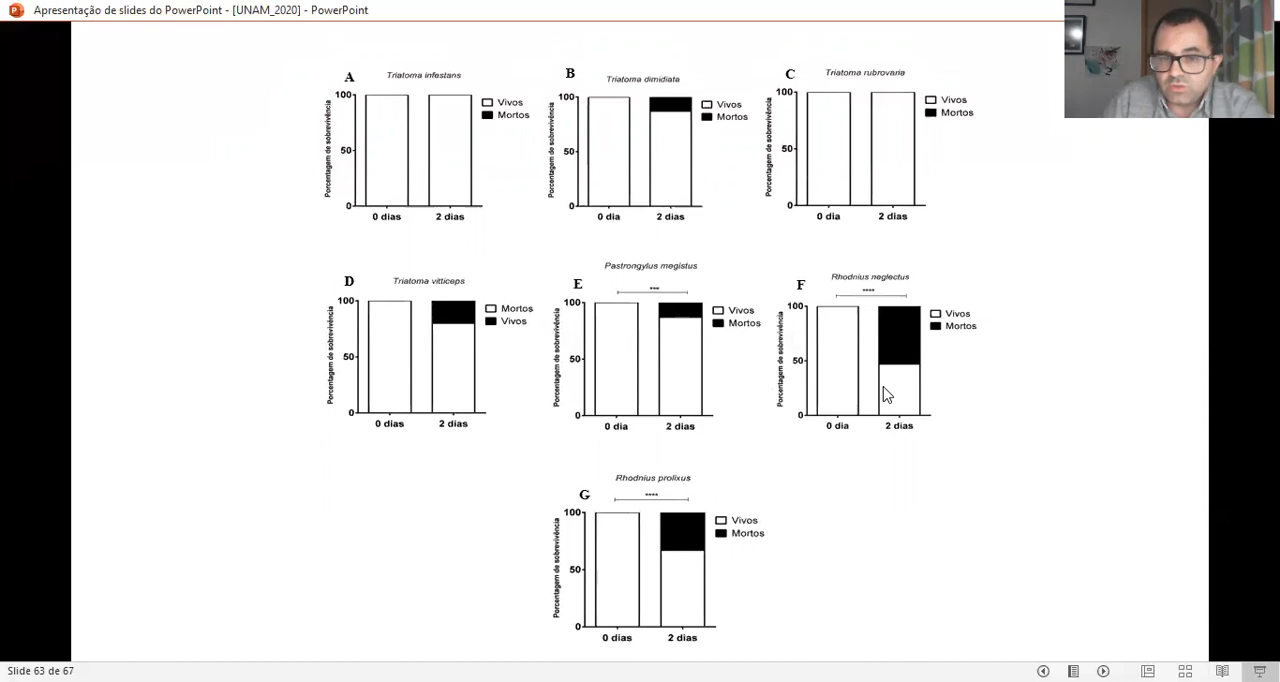 Apresentação de slides do PowerPoint - [UNAM_2020] - PowerPoint
A
Triatoma infestans
Porcentagem de sobrevivência
100
50
0
0 dias
2 dias
Vivos
Mortos
B
Triatoma dimidiata
Porcentagem de sobrevivência
100
50
0
0 dia
2 dias
Vivos
Mortos
C
Triatoma rubrovaria
Porcentagem de sobrevivência
100
50
0
0 dia
2 dias
Vivos
Mortos
D
Triatoma vitticeps
Porcentagem de sobrevivência
100
50
0
0 dias
2 dias
Mortos
Vivos
E
Pastrongylus megistus
***
Porcentagem de sobrevivência
100
50
0
0 dia
2 dias
Vivos
Mortos
F
Rhodnius neglectus
****
Porcentagem de sobrevivência
100
50
0
0 dia
2 dias
Vivos
Mortos
G
Rhodnius prolixus
****
Porcentagem de sobrevivência
100
50
0
0 dias
2 dias
Vivos
Mortos
Slide 63 de 67